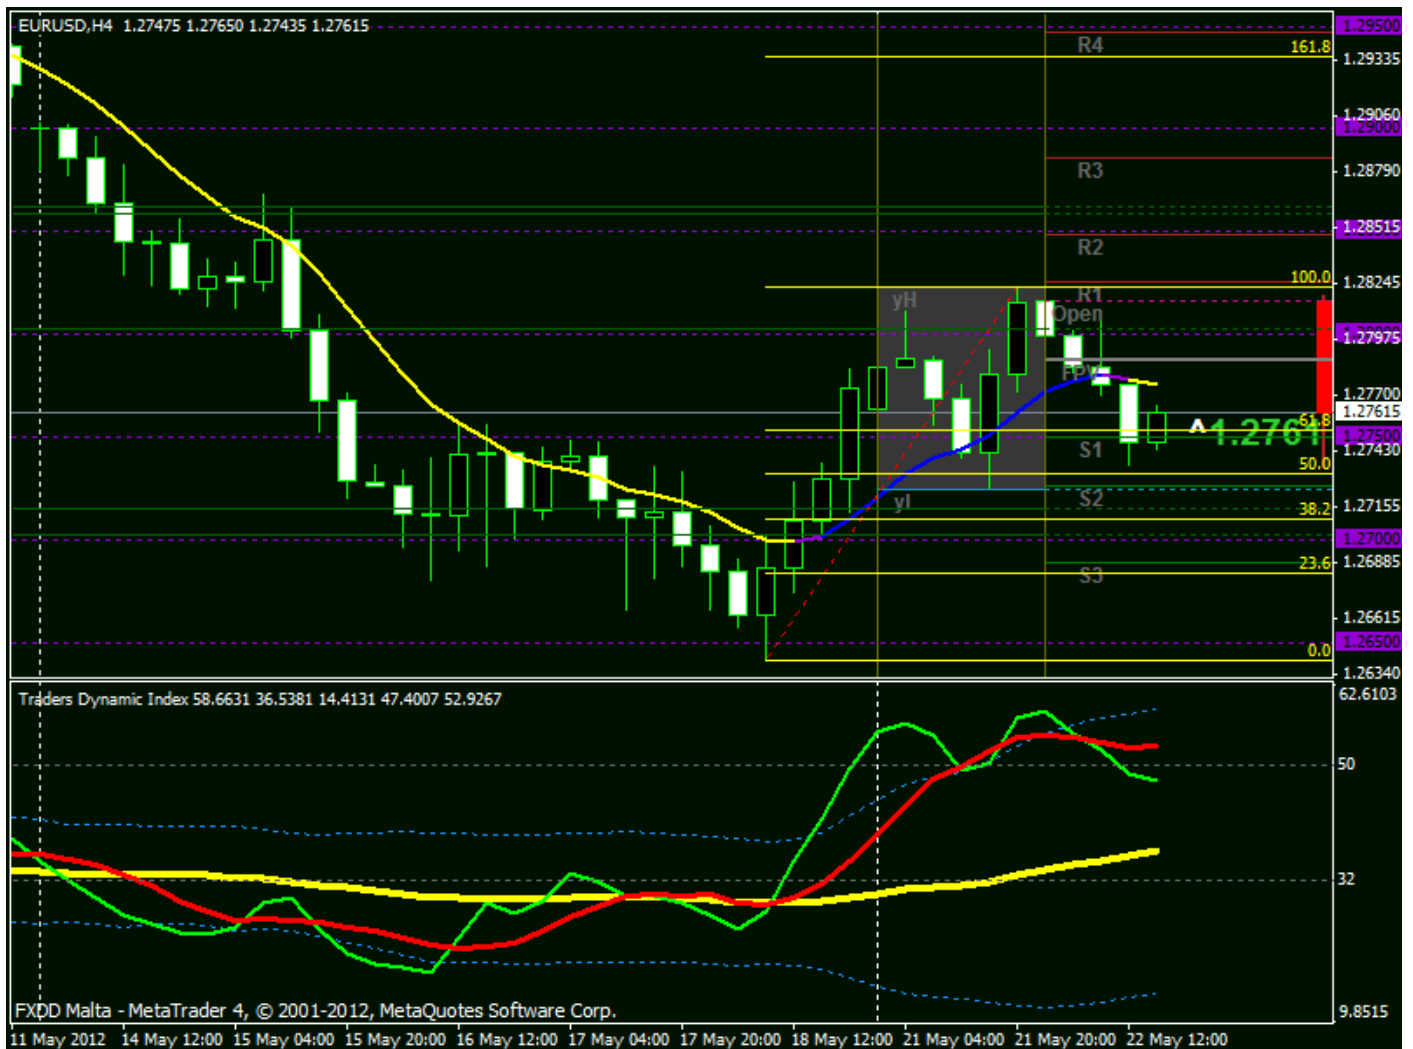 EURUSD,H4 1.27475 1.27650 1.27435 1.27615
1.29500
R4
161.8
1.29335
1.29060
1.29000
R3
1.28790
1.28515
R2
100.0
1.28245
yH
R1
Open
1.27975
FPV
1.27700
1.27615
61.8
A
1.2761
1.27500
S1
1.27430
50.0
yl
S2
1.27155
38.2
1.27000
23.6
1.26885
S3
1.26615
1.26500
0.0
1.26340
Traders Dynamic Index 58.6631 36.5381 14.4131 47.4007 52.9267
62.6103
50
32
FXDD Malta - MetaTrader 4, © 2001-2012, MetaQuotes Software Corp.
9.8515
11 May 2012 14 May 12:00 15 May 04:00 15 May 20:00 16 May 12:00 17 May 04:00 17 May 20:00 18 May 12:00 21 May 04:00 21 May 20:00 22 May 12:00